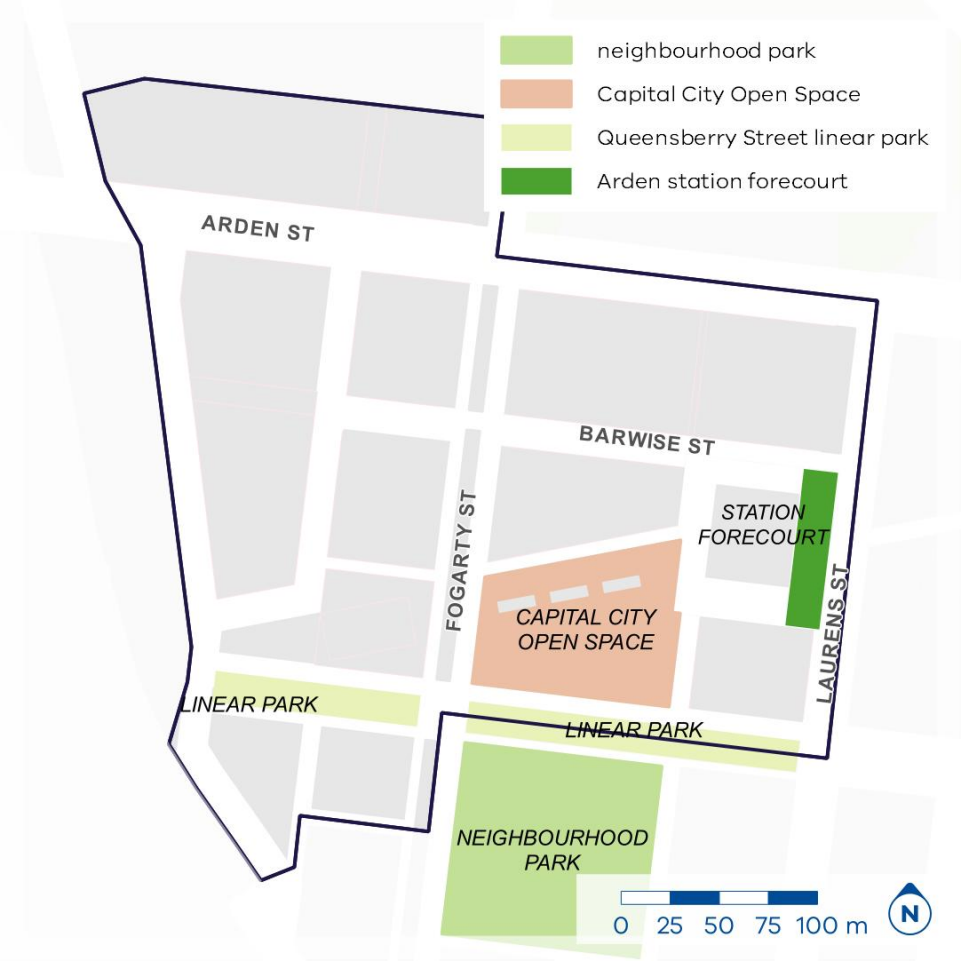 neighbourhood park
Capital City Open Space
Queensberry Street linear park
Arden station forecourt
ARDEN ST
BARWISE ST
STATION
FORECOURT
FOGARTY ST
LAURENS ST
CAPITAL CITY
OPEN SPACE
LINEAR PARK
LINEAR PARK
NEIGHBOURHOOD
PARK
0 25 50 75 100 m
N